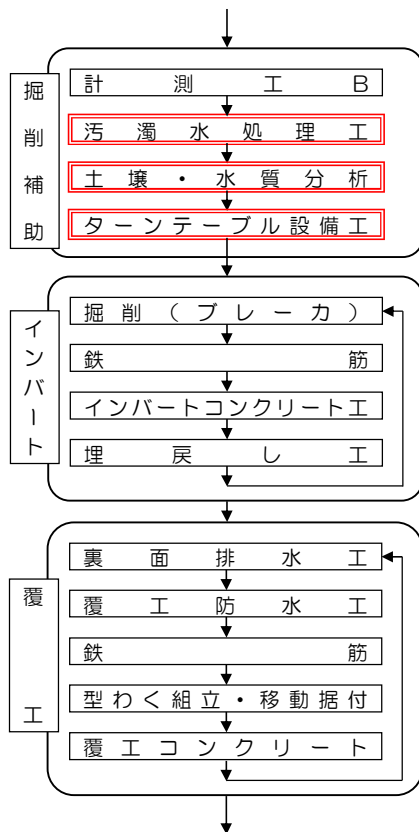 掘削補助
計測工B
汚濁水処理工
土壌・水質分析
ターンテーブル設備工
インバート
掘削(ブレーカ)
鉄筋
インバートコンクリート工
埋戻し工
覆工
裏面排水工
覆工防水工
鉄筋
型わく組立・移動据付
覆工コンクリート